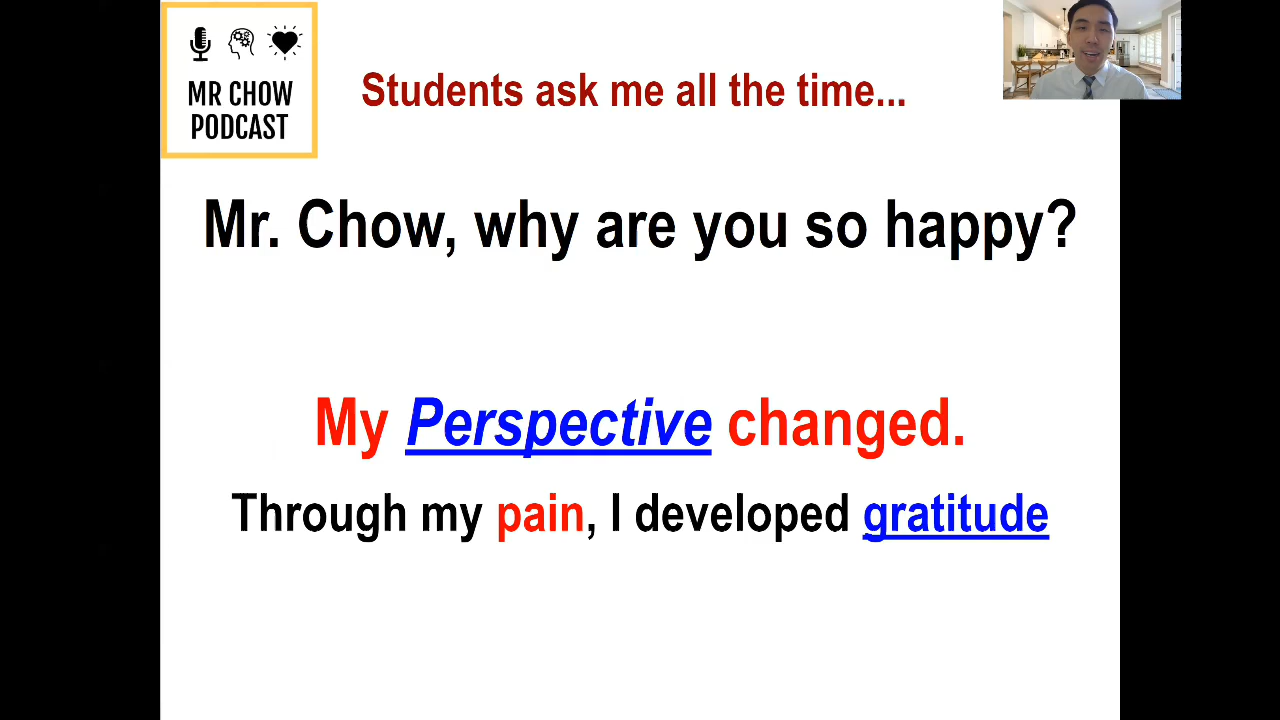 MR CHOW
PODCAST
Students ask me all the time...
Mr. Chow, why are you so happy?
My Perspective changed.
Through my pain, I developed gratitude